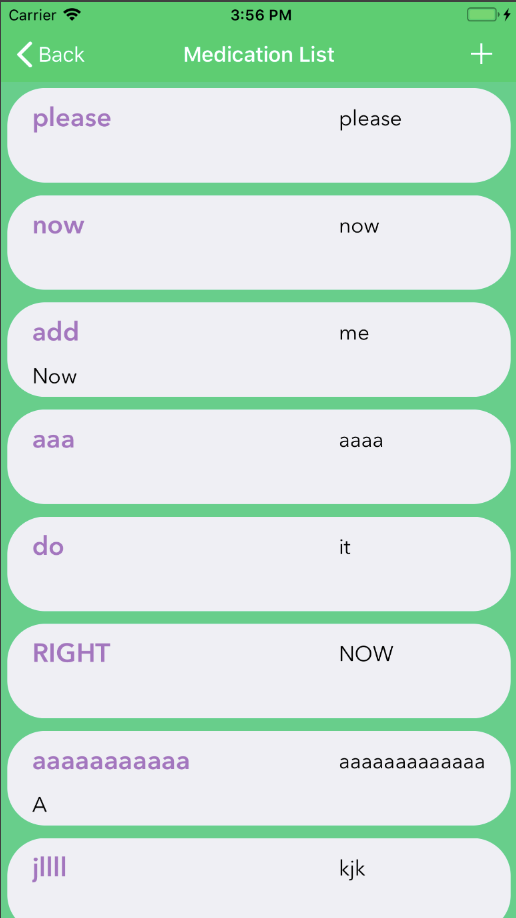 Carrier 3:56 PM
Back Medication List +
please please
now now
add me
Now
aaa aaaa
do it
RIGHT NOW
aaaaaaaaaaa aaaaaaaaaaaaa
A
jllll kjk